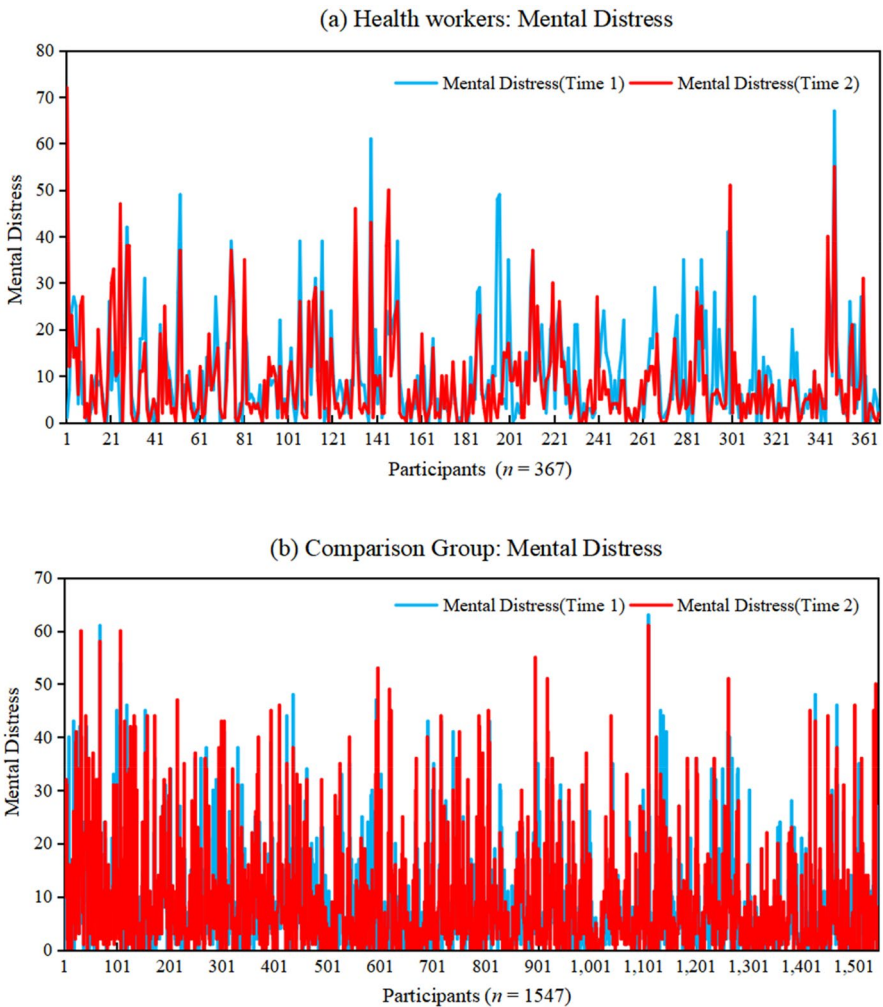 (a) Health workers: Mental Distress
80
70
60
50
40
30
20
10
0
Mental Distress
Mental Distress(Time 1) Mental Distress(Time 2)
1 21 41 61 81 101 121 141 161 181 201 221 241 261 281 301 321 341 361
Participants (n = 367)
(b) Comparison Group: Mental Distress
70
60
50
40
30
20
10
0
Mental Distress
Mental Distress(Time 1) Mental Distress(Time 2)
1 101 201 301 401 501 601 701 801 901 1,001 1,101 1,201 1,301 1,401 1,501
Participants (n = 1547)